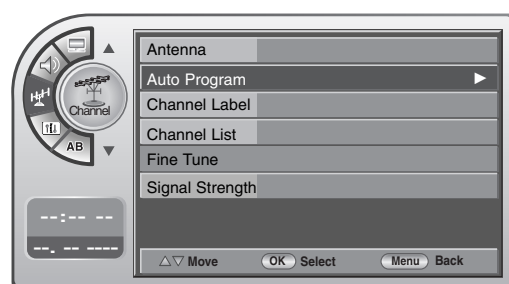 Antenna
Auto Program
Channel Label
Channel
Channel List
AB
Fine Tune
Signal Strength
--:-- --
--. -- ----
Move OK Select Menu Back